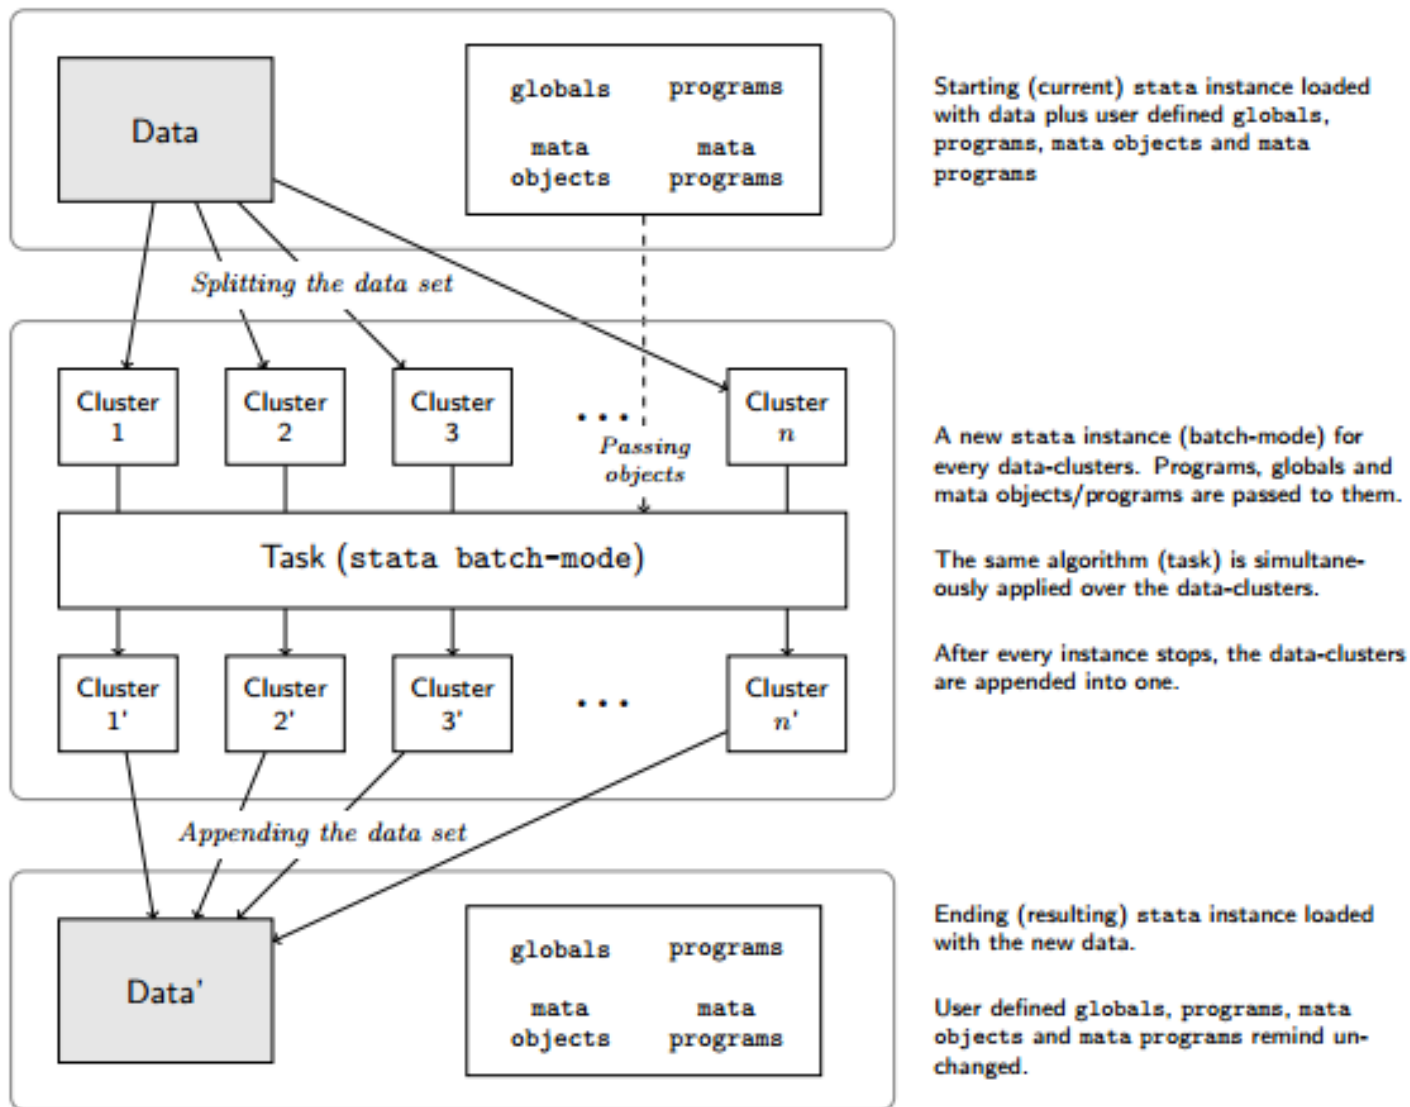 Data
globals programs
mata mata
objects programs
Starting (current) stata instance loaded
with data plus user defined globals,
programs, mata objects and mata
programs
Splitting the data set
Cluster
1
Cluster
2
Cluster
3
...
Cluster
n
Passing
objects
Task (stata batch-mode)
Cluster
1'
Cluster
2'
Cluster
3'
...
Cluster
n'
A new stata instance (batch-mode) for
every data-clusters. Programs, globals and
mata objects/programs are passed to them.
The same algorithm (task) is simultane-
ously applied over the data-clusters.
After every instance stops, the data-clusters
are appended into one.
Appending the data set
Data'
globals programs
mata mata
objects programs
Ending (resulting) stata instance loaded
with the new data.
User defined globals, programs, mata
objects and mata programs remind un-
changed.